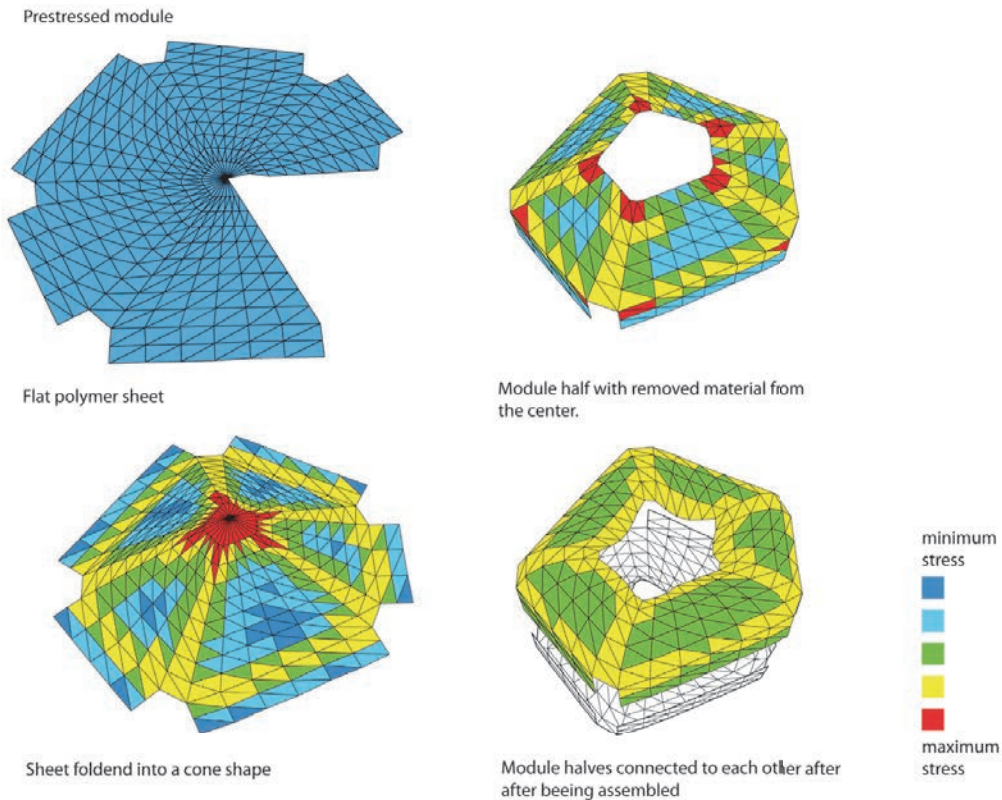 Prestressed module
Flat polymer sheet
Module half with removed material from
the center.
Sheet foldend into a cone shape
Module halves connected to each other after
after beeing assembled
minimum
stress
maximum
stress